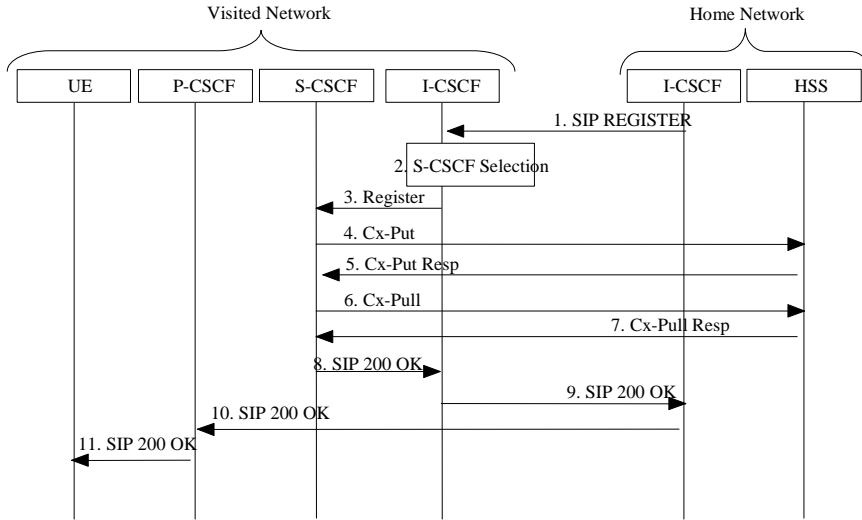 Visited Network
Home Network
UE
P-CSCF
S-CSCF
I-CSCF
I-CSCF
HSS
1. SIP REGISTER
2. S-CSCF Selection
3. Register
4. Cx-Put
5. Cx-Put Resp
6. Cx-Pull
7. Cx-Pull Resp
8. SIP 200 OK
9. SIP 200 OK
10. SIP 200 OK
11. SIP 200 OK